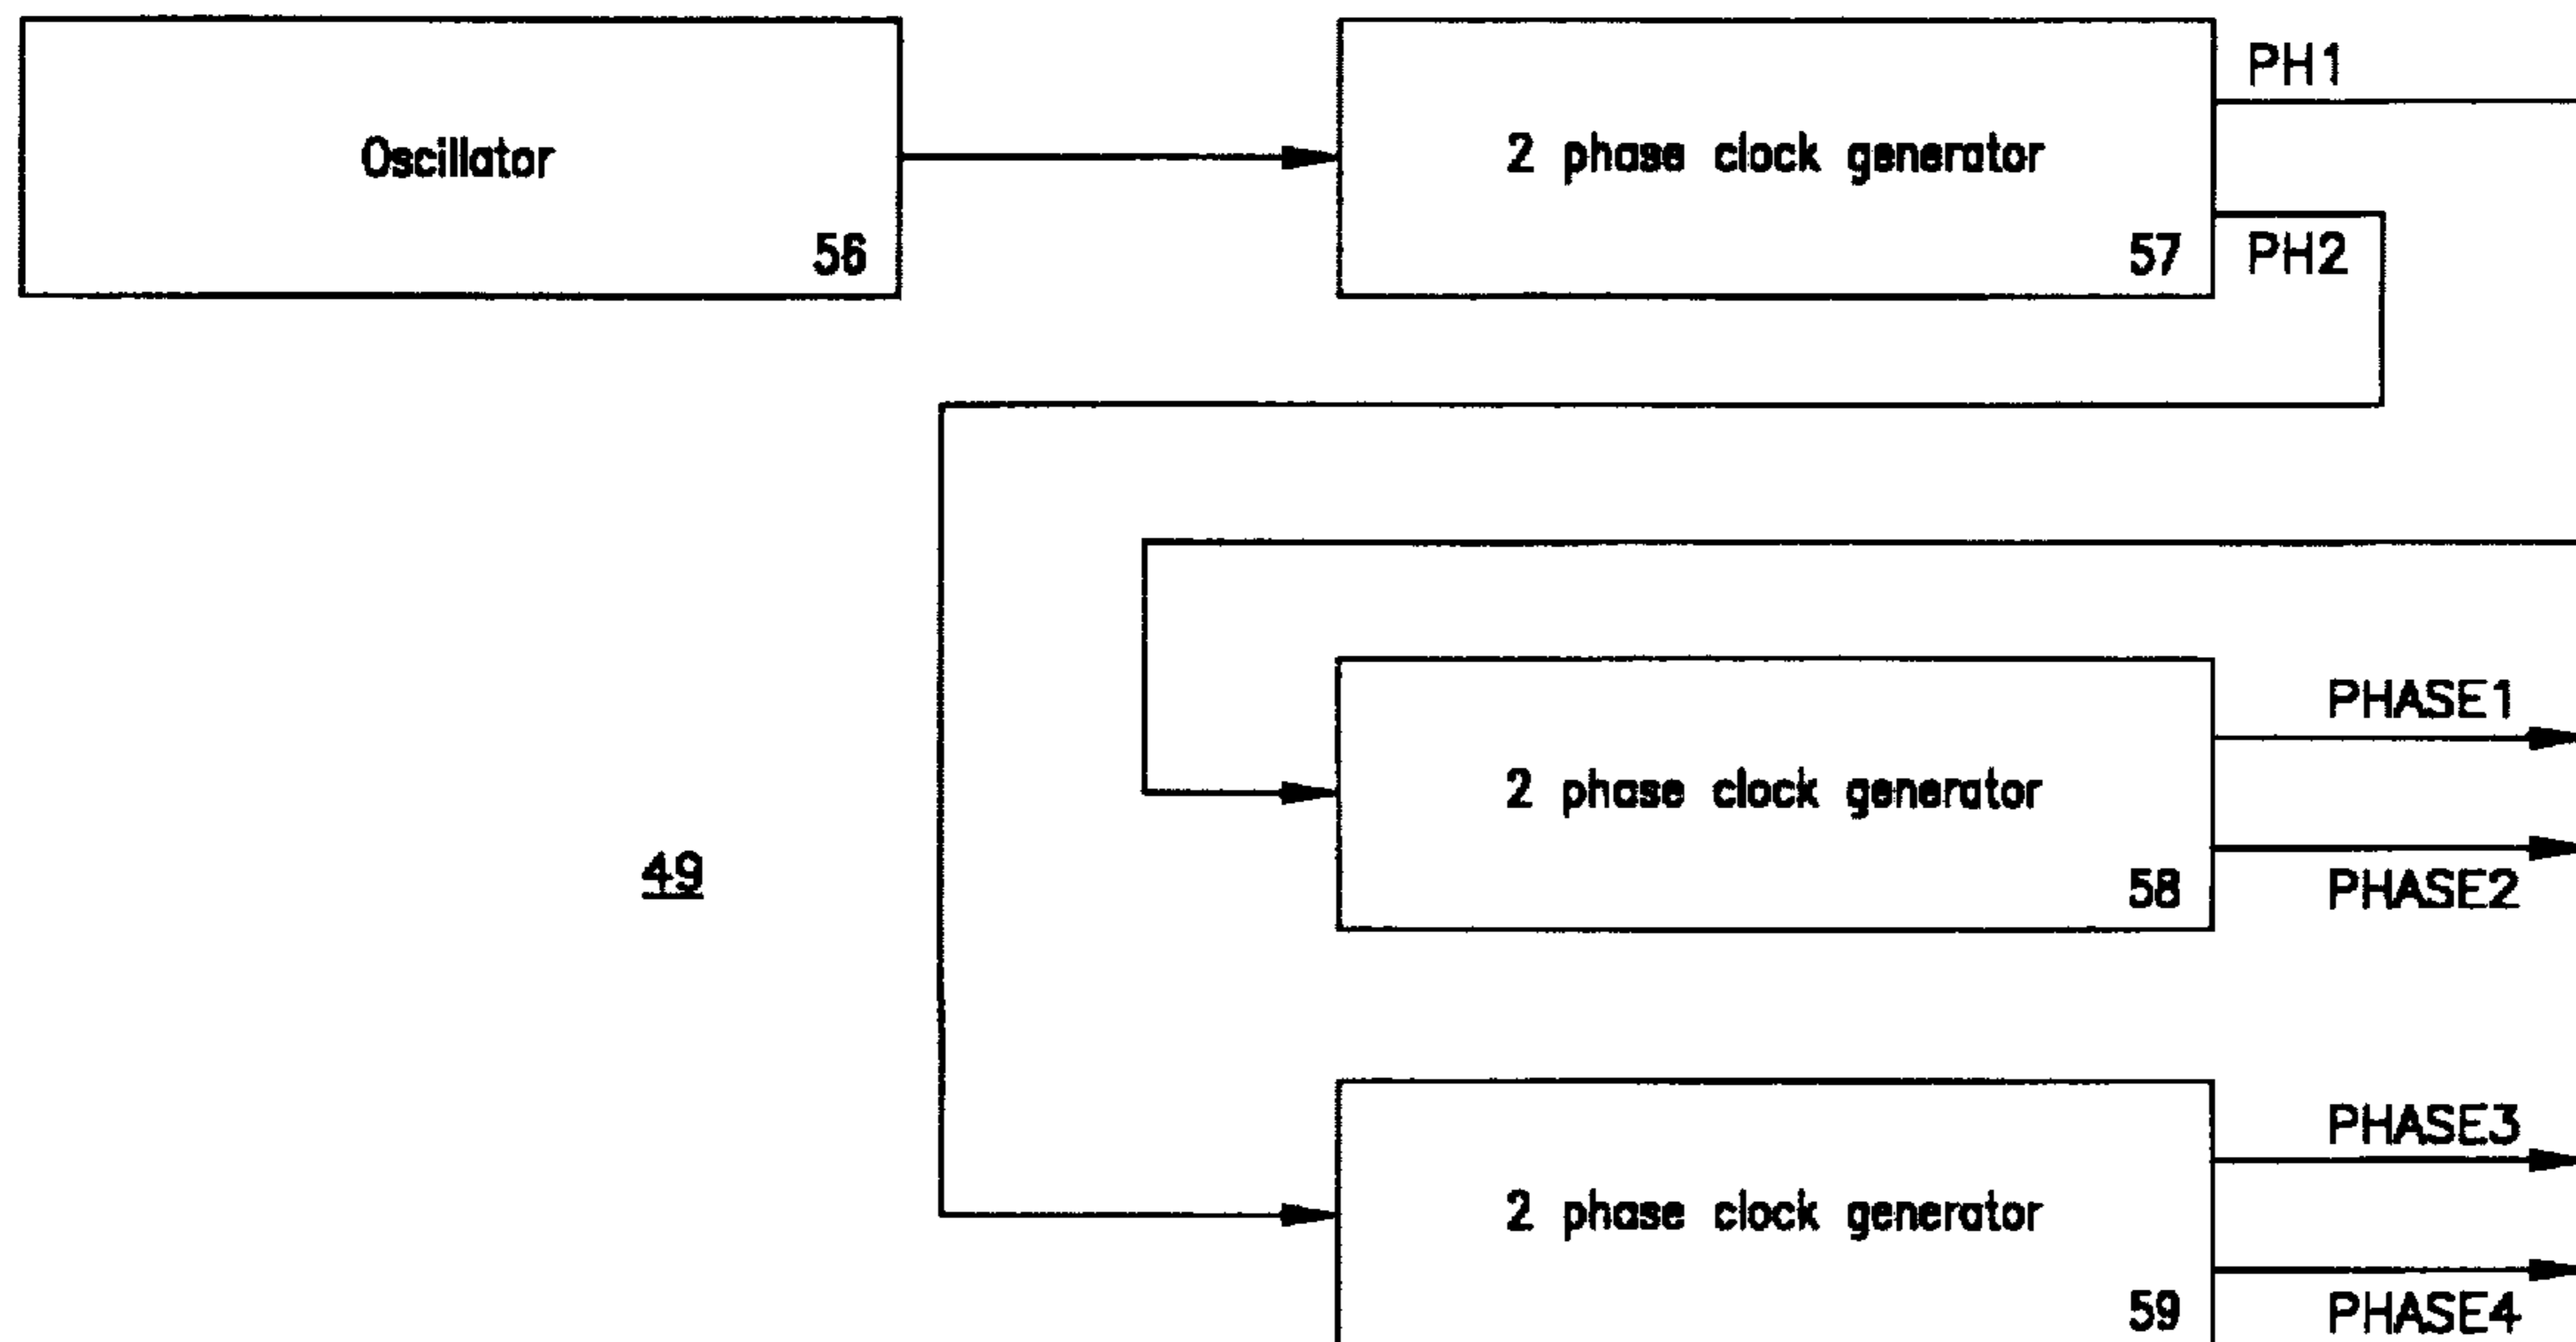 Oscillator
56
2 phase clock generator
57
PH1
PH2
2 phase clock generator
58
PHASE1
PHASE2
49
2 phase clock generator
59
PHASE3
PHASE4